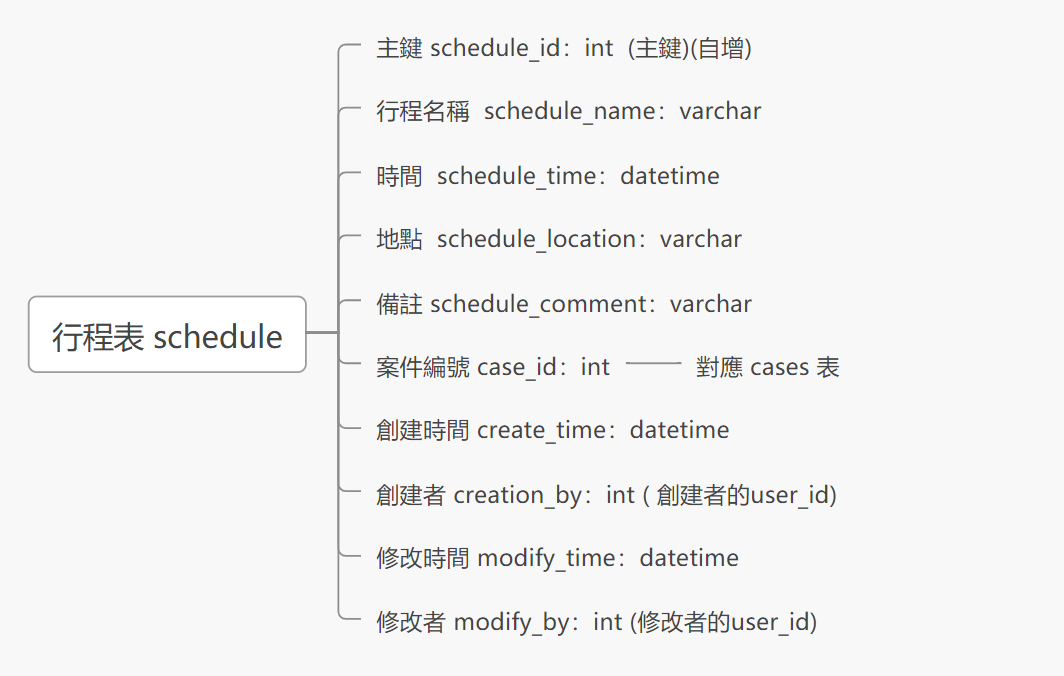 行程表 schedule
主鍵 schedule_id：int  (主鍵)(自增)
行程名稱  schedule_name：varchar
時間  schedule_time：datetime
地點  schedule_location：varchar
備註 schedule_comment：varchar
案件編號 case_id：int
對應 cases 表
創建時間 create_time：datetime
創建者 creation_by：int ( 創建者的user_id)
修改時間 modify_time：datetime
修改者 modify_by：int (修改者的user_id)